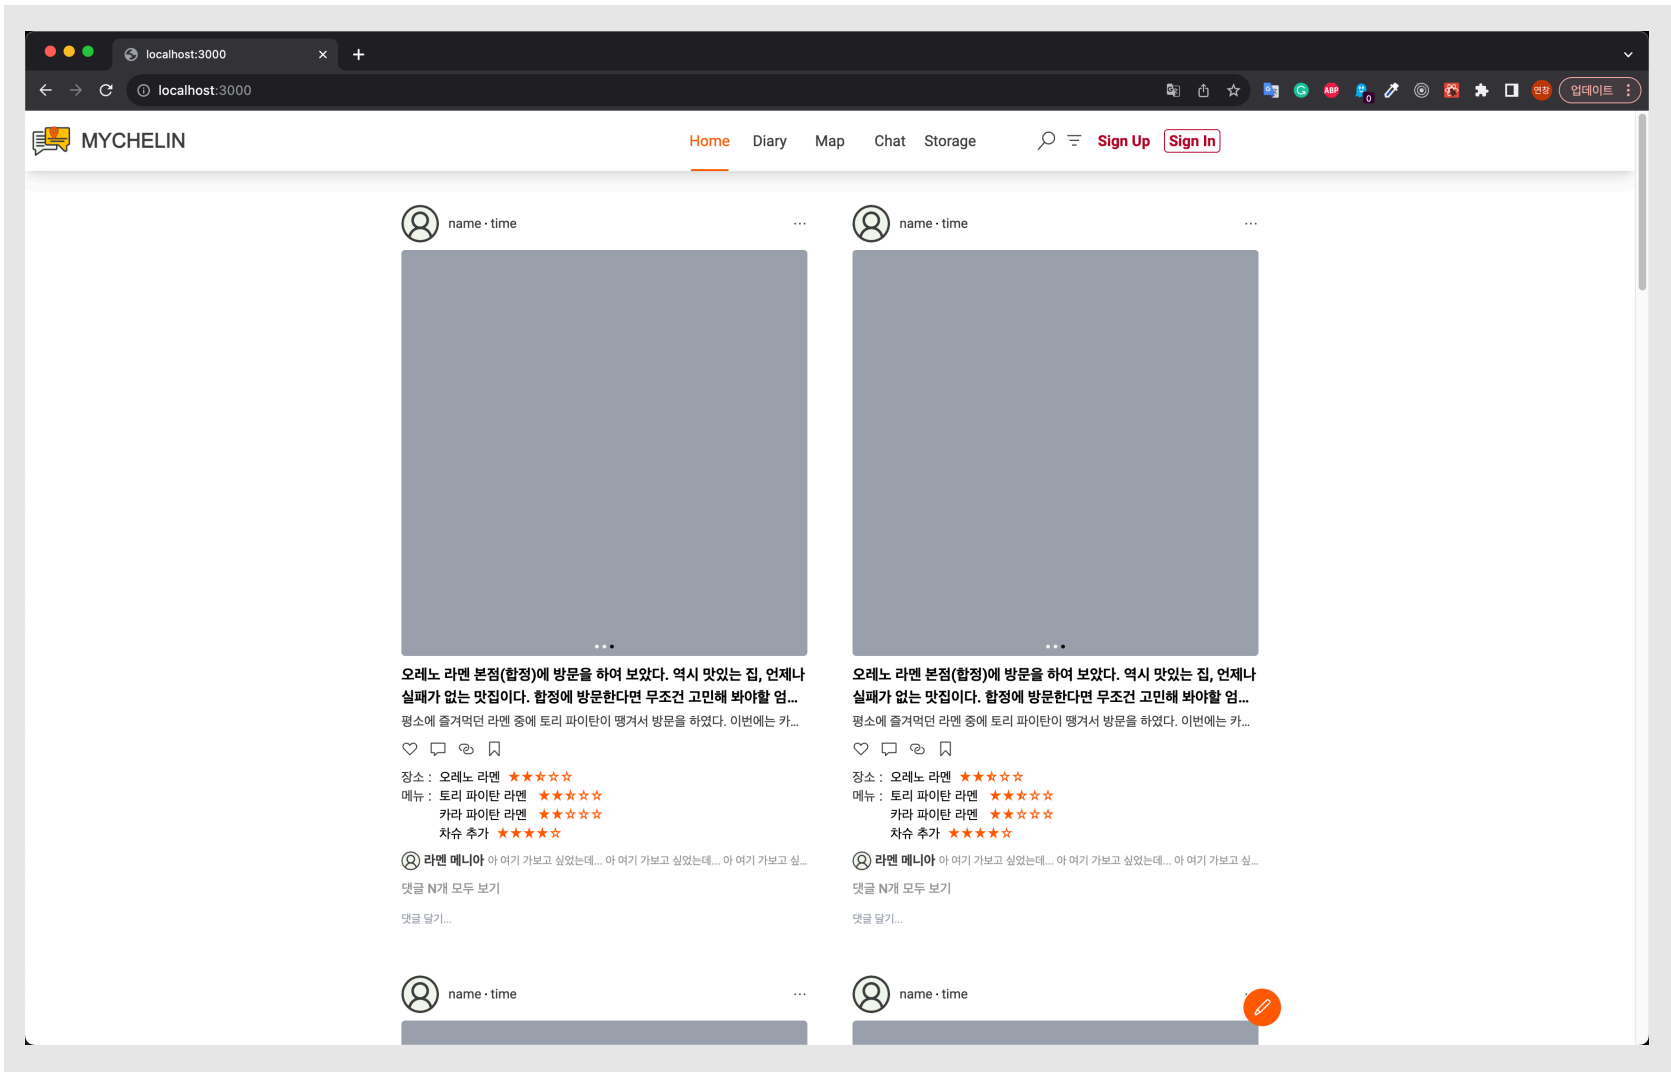 localhost:3000
localhost:3000
ABP
0
연창
업데이트
MYCHELIN
Home Diary Map Chat Storage Sign Up Sign In
name · time ...
오레노 라멘 본점(합정)에 방문을 하여 보았다. 역시 맛있는 집, 언제나
실패가 없는 맛집이다. 합정에 방문한다면 무조건 고민해 봐야할 엄...
평소에 즐겨먹던 라멘 중에 토리 파이탄이 땡겨서 방문을 하였다. 이번에는 카...
장소 : 오레노 라멘 ★★⯪☆☆
메뉴 : 토리 파이탄 라멘 ★★⯪☆☆
카라 파이탄 라멘 ★★☆☆☆
차슈 추가 ★★★★☆
라멘 메니아 아 여기 가보고 싶었는데... 아 여기 가보고 싶었는데... 아 여기 가보고 싶...
댓글 N개 모두 보기
댓글 달기...
name · time ...
오레노 라멘 본점(합정)에 방문을 하여 보았다. 역시 맛있는 집, 언제나
실패가 없는 맛집이다. 합정에 방문한다면 무조건 고민해 봐야할 엄...
평소에 즐겨먹던 라멘 중에 토리 파이탄이 땡겨서 방문을 하였다. 이번에는 카...
장소 : 오레노 라멘 ★★⯪☆☆
메뉴 : 토리 파이탄 라멘 ★★⯪☆☆
카라 파이탄 라멘 ★★☆☆☆
차슈 추가 ★★★★☆
라멘 메니아 아 여기 가보고 싶었는데... 아 여기 가보고 싶었는데... 아 여기 가보고 싶...
댓글 N개 모두 보기
댓글 달기...
name · time ...
name · time